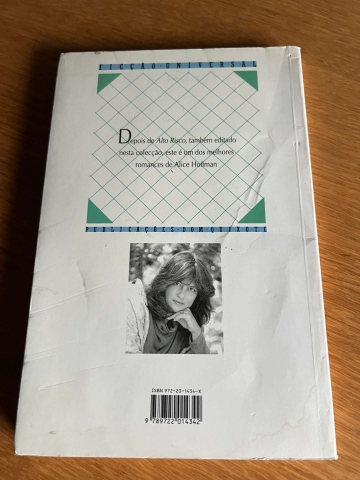 FICÇÃO UNIVERSAL
Depois de Alto Risco, também editado
nesta colecção, este é um dos melhores
romances de Alice Hoffman
PUBLICAÇÕES DOM QUIXOTE
ISBN 972-20-1434-X
9 789722 014342